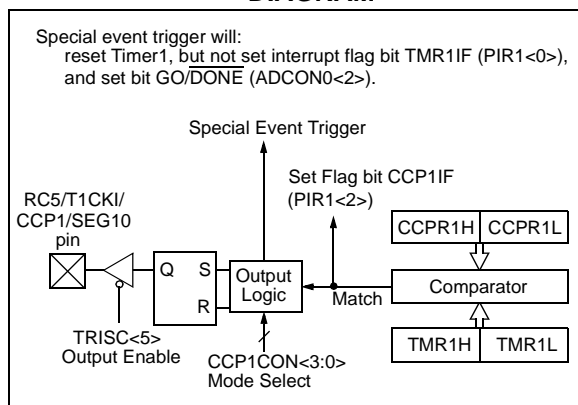 Special event trigger will:
reset Timer1, but not set interrupt flag bit TMR1IF (PIR1<0>),
and set bit GO/DONE (ADCON0<2>).
Special Event Trigger
Set Flag bit CCP1IF
(PIR1<2>)
RC5/T1CKI/
CCP1/SEG10
pin
CCPR1H CCPR1L
Q S Output
Logic
R
Match
Comparator
TRISC<5>
Output Enable
CCP1CON<3:0>
Mode Select
TMR1H TMR1L